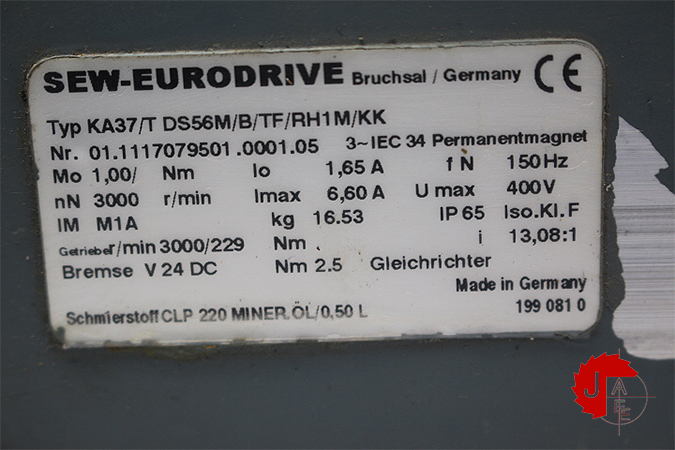 SEW-EURODRIVE Bruchsal / Germany CE
Typ KA37/T DS56M/B/TF/RH1M/KK
Nr. 01.1117079501.0001.05 3~IEC 34 Permanentmagnet
Mo 1,00/ Nm Io 1,65 A f N 150Hz
nN 3000 r/min Imax 6,60 A U max 400V
IM M1A kg 16.53 IP 65 Iso.Kl.F
Getriebe r/min 3000/229 Nm i 13,08:1
Bremse V 24 DC Nm 2.5 Gleichrichter
Made in Germany
Schmierstoff CLP 220 MINER.ÖL/0,50 L 199 081 0
J